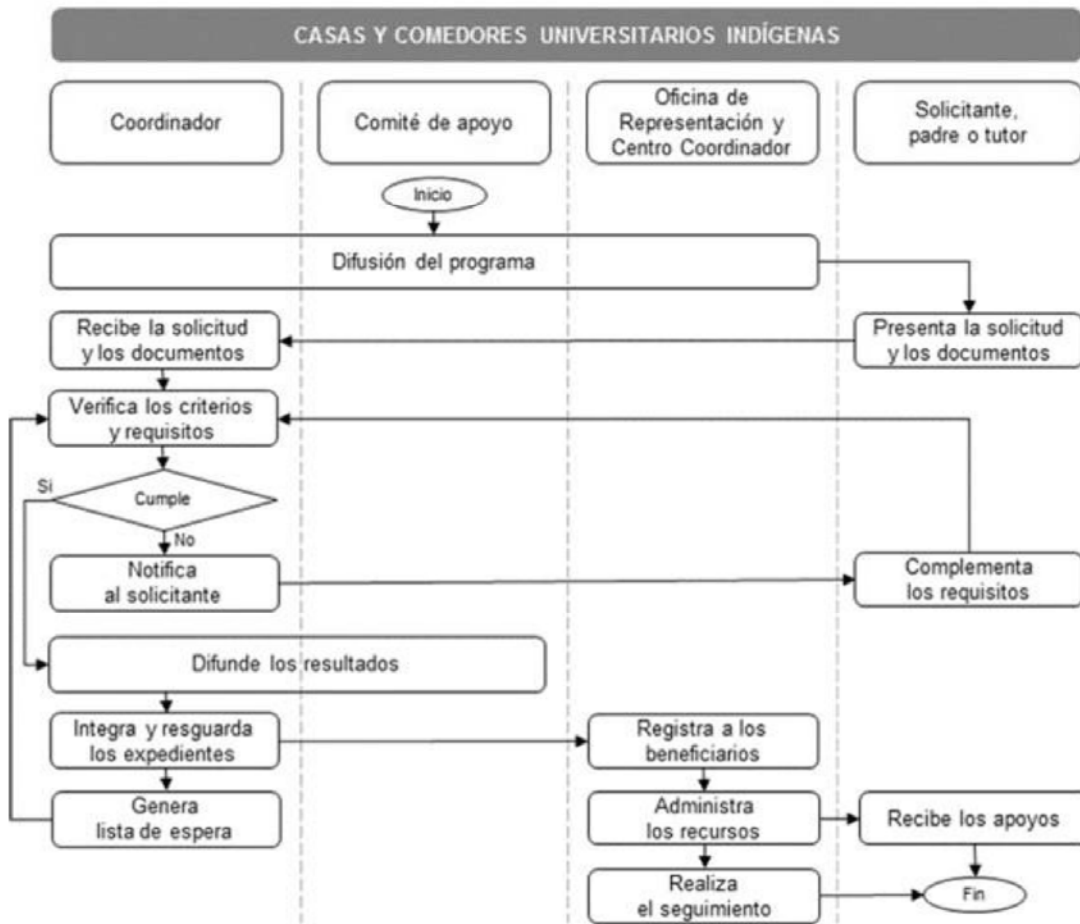 CASAS Y COMEDORES UNIVERSITARIOS INDÍGENAS
Coordinador
Comité de apoyo
Oficina de
Representación y
Centro Coordinador
Solicitante,
padre o tutor
Inicio
Difusión del programa
Recibe la solicitud
y los documentos
Presenta la solicitud
y los documentos
Verifica los criterios
y requisitos
Si
Cumple
No
Notifica
al solicitante
Complementa
los requisitos
Difunde los resultados
Integra y resguarda
los expedientes
Registra a los
beneficiarios
Genera
lista de espera
Administra
los recursos
Recibe los apoyos
Realiza
el seguimiento
Fin